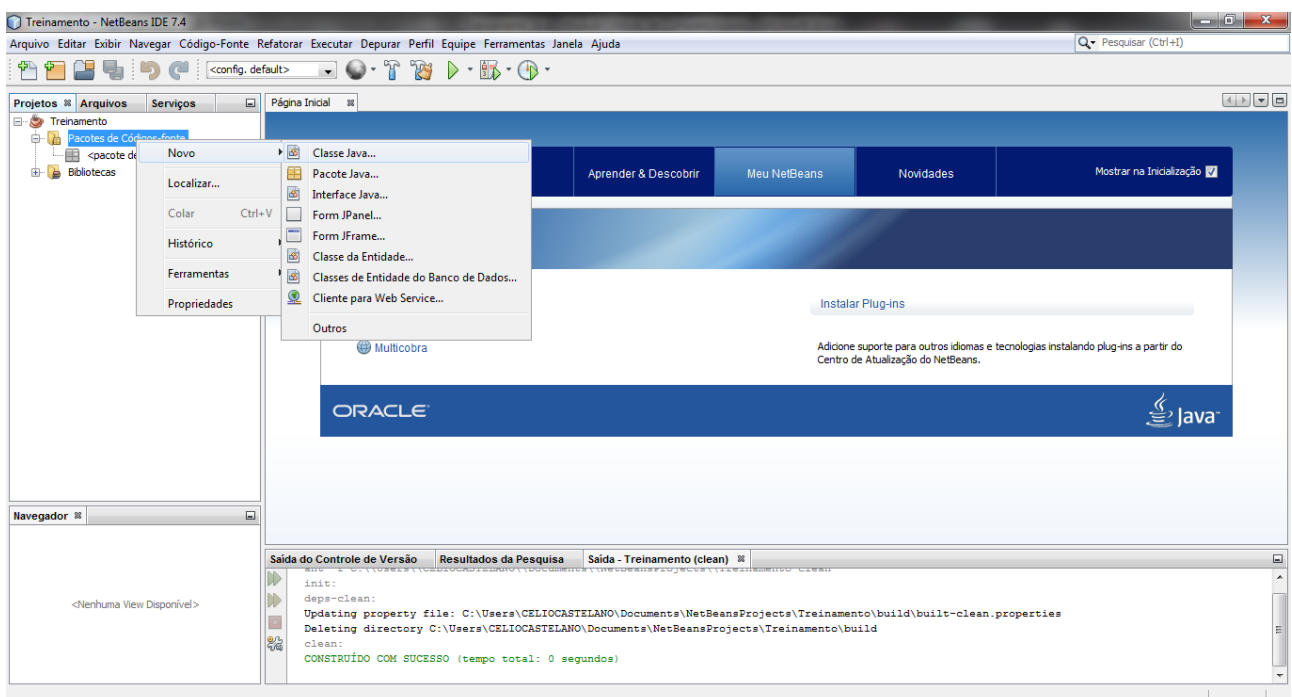 Treinamento - NetBeans IDE 7.4
Arquivo Editar Exibir Navegar Código-Fonte Refatorar Executar Depurar Perfil Equipe Ferramentas Janela Ajuda
Pesquisar (Ctrl+I)
<config. default>
Projetos Arquivos Serviços
Página Inicial
Treinamento
Pacotes de Códigos-fonte
<pacote de
Bibliotecas
Novo
Localizar...
Colar Ctrl+V
Histórico
Ferramentas
Propriedades
Classe Java...
Pacote Java...
Interface Java...
Form JPanel...
Form JFrame...
Classe da Entidade...
Classes de Entidade do Banco de Dados...
Cliente para Web Service...
Outros
Aprender & Descobrir Meu NetBeans Novidades Mostrar na Inicialização
Instalar Plug-ins
Multicobra
Adicione suporte para outros idiomas e tecnologias instalando plug-ins a partir do
Centro de Atualização do NetBeans.
ORACLE
Java
Navegador
<Nenhuma View Disponível>
Saída do Controle de Versão Resultados da Pesquisa Saída - Treinamento (clean)
ant -f C:\\Users\\CELIOCASTELANO\\Documents\\NetBeansProjects\\Treinamento clean
init:
deps-clean:
Updating property file: C:\Users\CELIOCASTELANO\Documents\NetBeansProjects\Treinamento\build\built-clean.properties
Deleting directory C:\Users\CELIOCASTELANO\Documents\NetBeansProjects\Treinamento\build
clean:
CONSTRUÍDO COM SUCESSO (tempo total: 0 segundos)